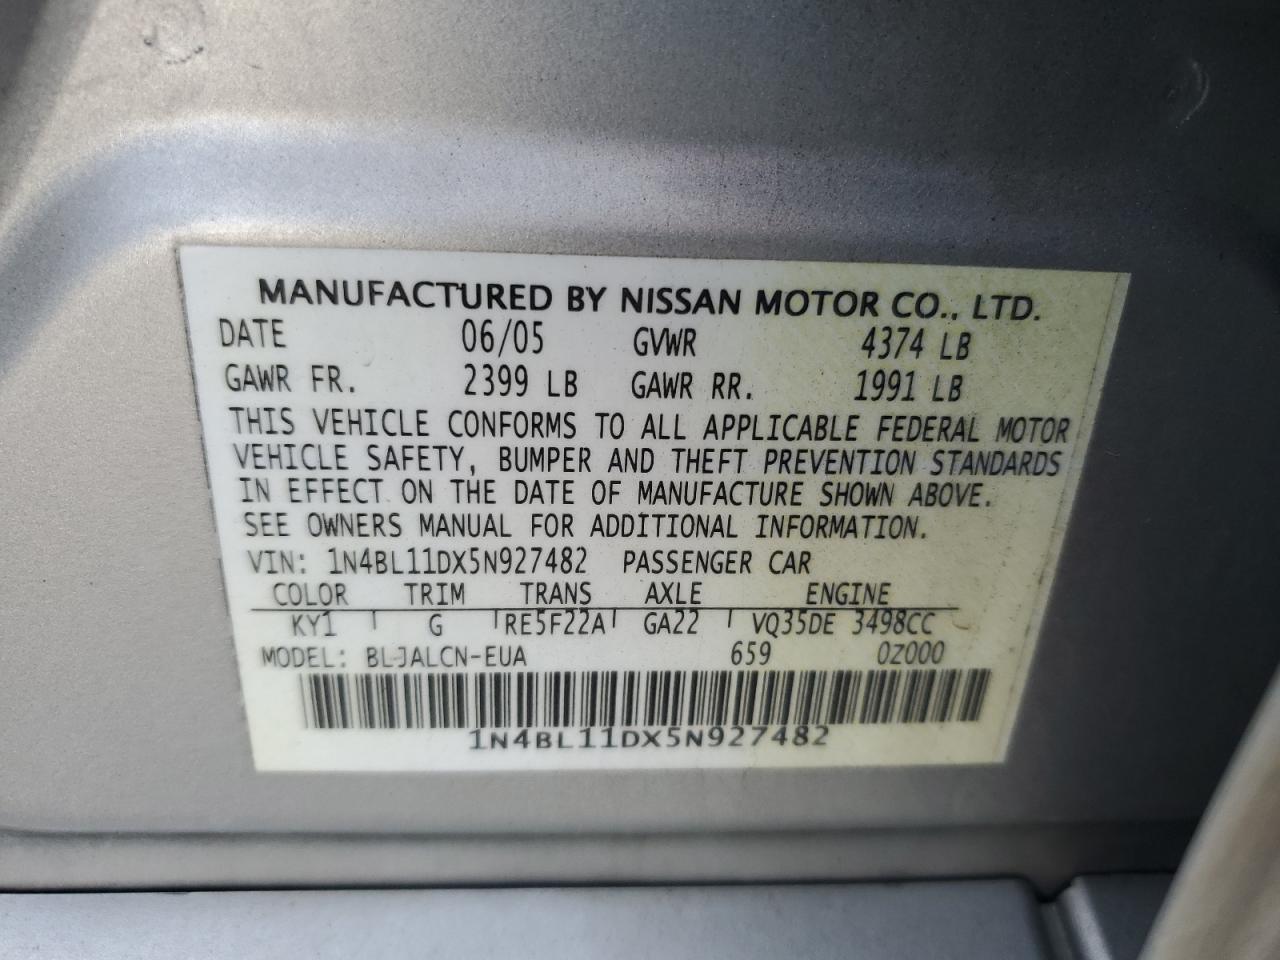 MANUFACTURED BY NISSAN MOTOR CO., LTD.
DATE 06/05 GVWR 4374 LB
GAWR FR. 2399 LB GAWR RR. 1991 LB
THIS VEHICLE CONFORMS TO ALL APPLICABLE FEDERAL MOTOR
VEHICLE SAFETY, BUMPER AND THEFT PREVENTION STANDARDS
IN EFFECT ON THE DATE OF MANUFACTURE SHOWN ABOVE.
SEE OWNERS MANUAL FOR ADDITIONAL INFORMATION.
VIN: 1N4BL11DX5N927482 PASSENGER CAR
COLOR TRIM TRANS AXLE ENGINE
KY1 G RE5F22A GA22 VQ35DE 3498CC
MODEL: BLJALCN-EUA 659 0Z000
1N4BL11DX5N927482